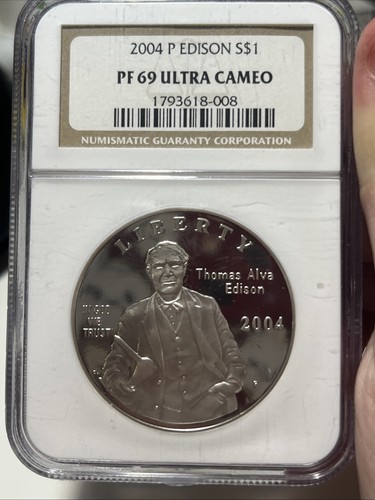 2004 P EDISON S$1
PF 69 ULTRA CAMEO
1793618-008
NUMISMATIC GUARANTY CORPORATION
LIBERTY
Thomas Alva
Edison
IN GOD
WE
TRUST
2004
P